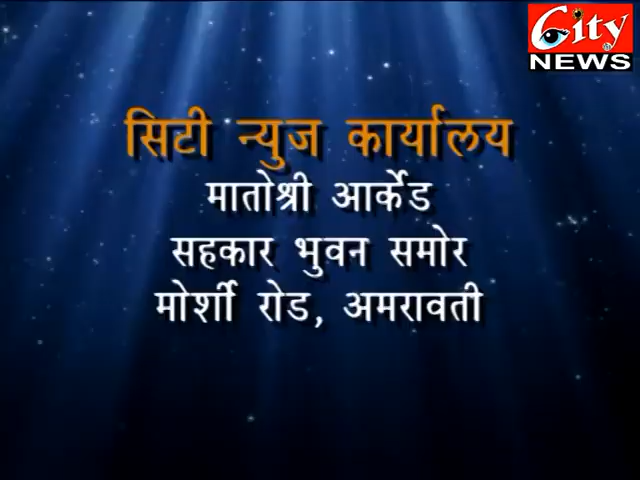 City
NEWS
सिटी न्युज कार्यालय
मातोश्री आर्केड
सहकार भुवन समोर
मोर्शी रोड, अमरावती